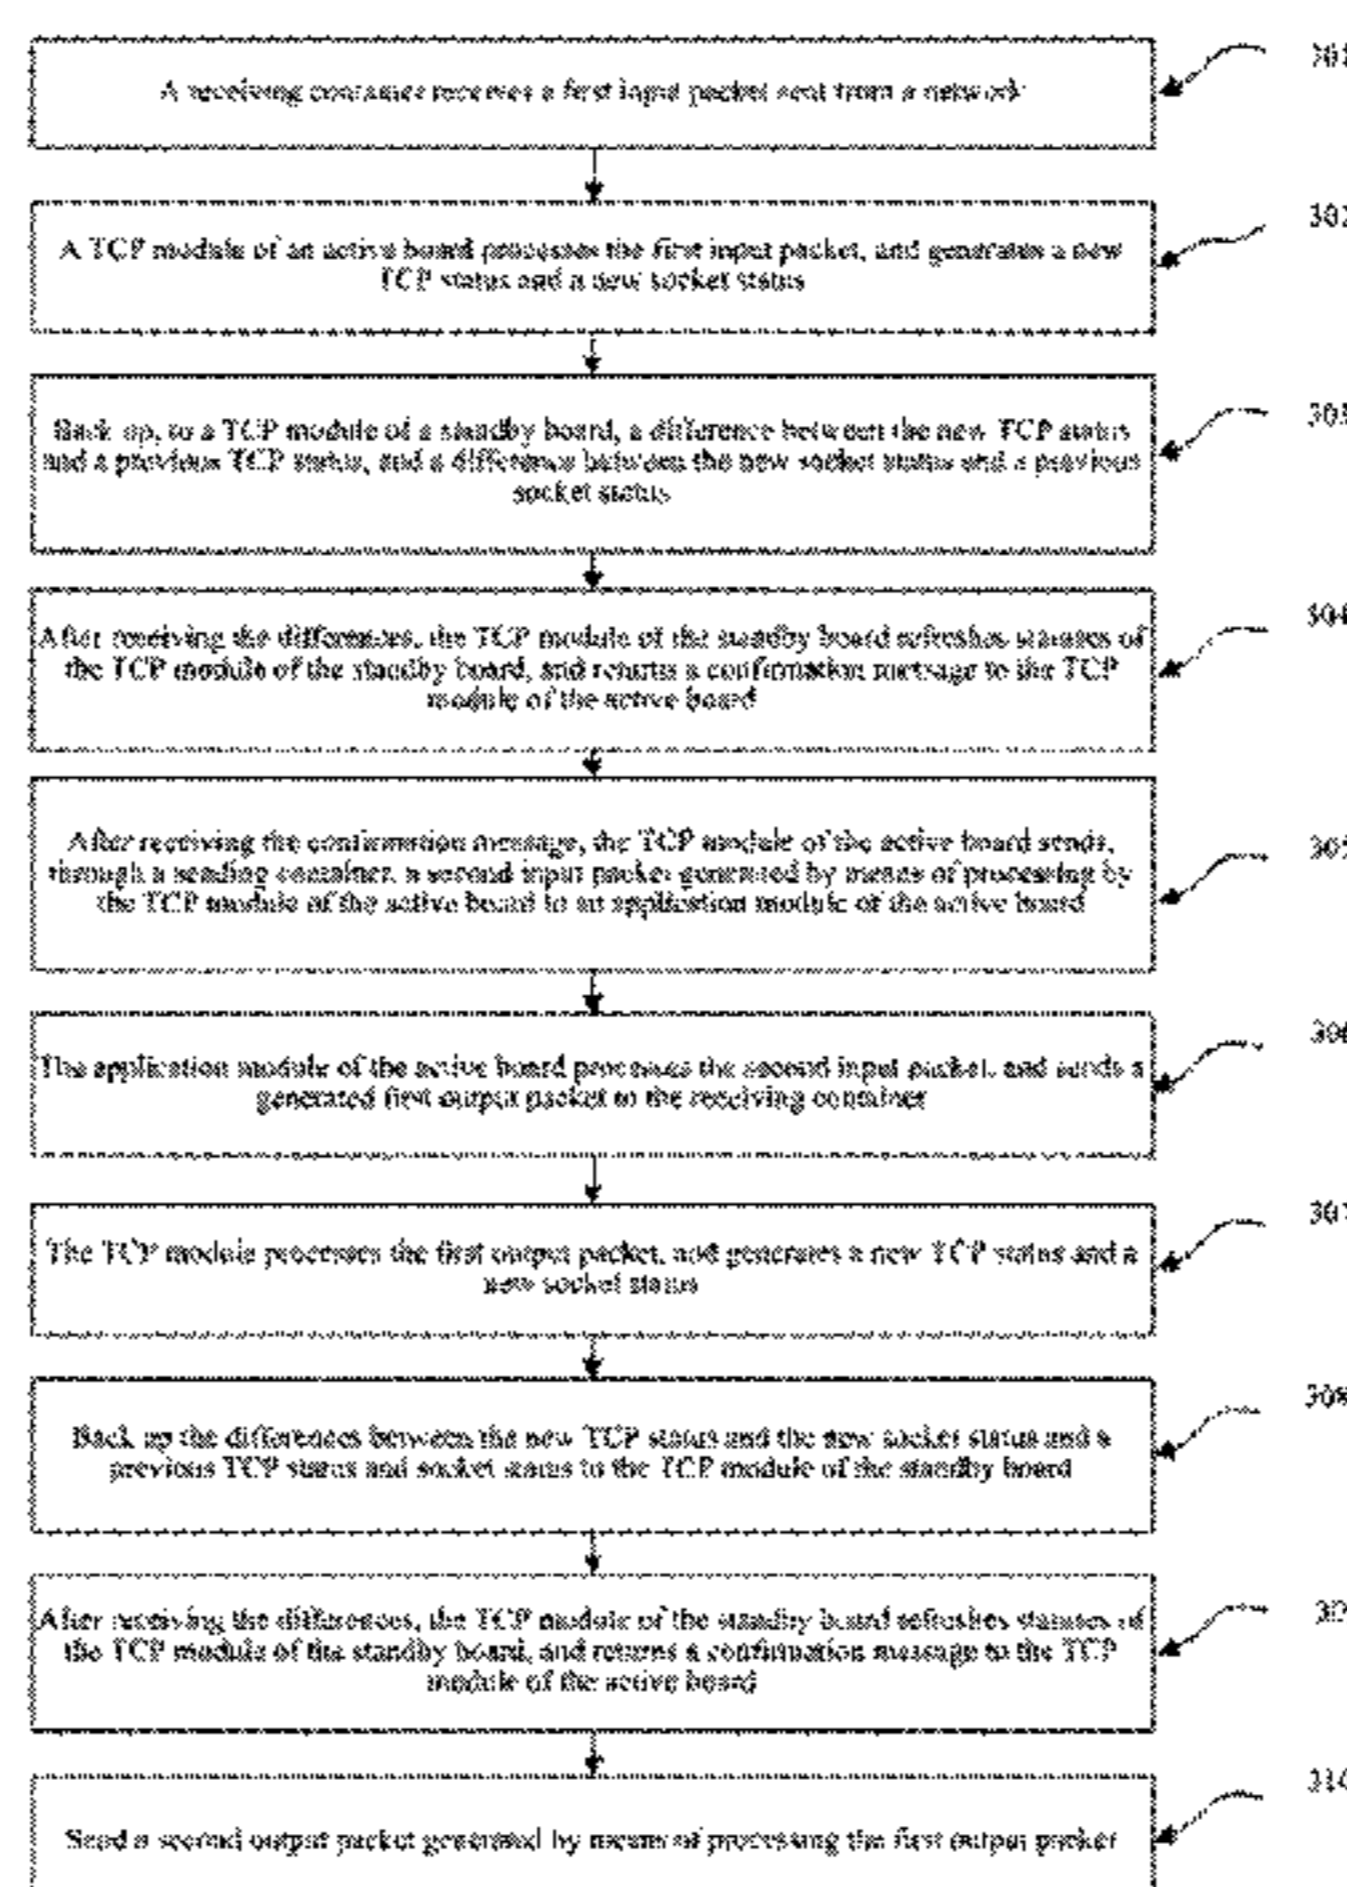 A receiving container receives a first input packet sent from a network
301
A TCP module of an active board processes the first input packet, and generates a new
TCP status and a new socket status
302
Back up, to a TCP module of a standby board, a difference between the new TCP status
and a previous TCP status, and a difference between the new socket status and a previous
socket status
303
After receiving the differences, the TCP module of the standby board refreshes statuses of
the TCP module of the standby board, and returns a confirmation message to the TCP
module of the active board
304
After receiving the confirmation message, the TCP module of the active board sends,
through a sending container, a second input packet generated by means of processing by
the TCP module of the active board to an application module of the active board
305
The application module of the active board processes the second input packet, and sends a
generated first output packet to the receiving container
306
The TCP module processes the first output packet, and generates a new TCP status and a
new socket status
307
Back up the differences between the new TCP status and the new socket status and a
previous TCP status and socket status to the TCP module of the standby board
308
After receiving the differences, the TCP module of the standby board refreshes statuses of
the TCP module of the standby board, and returns a confirmation message to the TCP
module of the active board
Send a second output packet generated by means of processing the first output packet
310